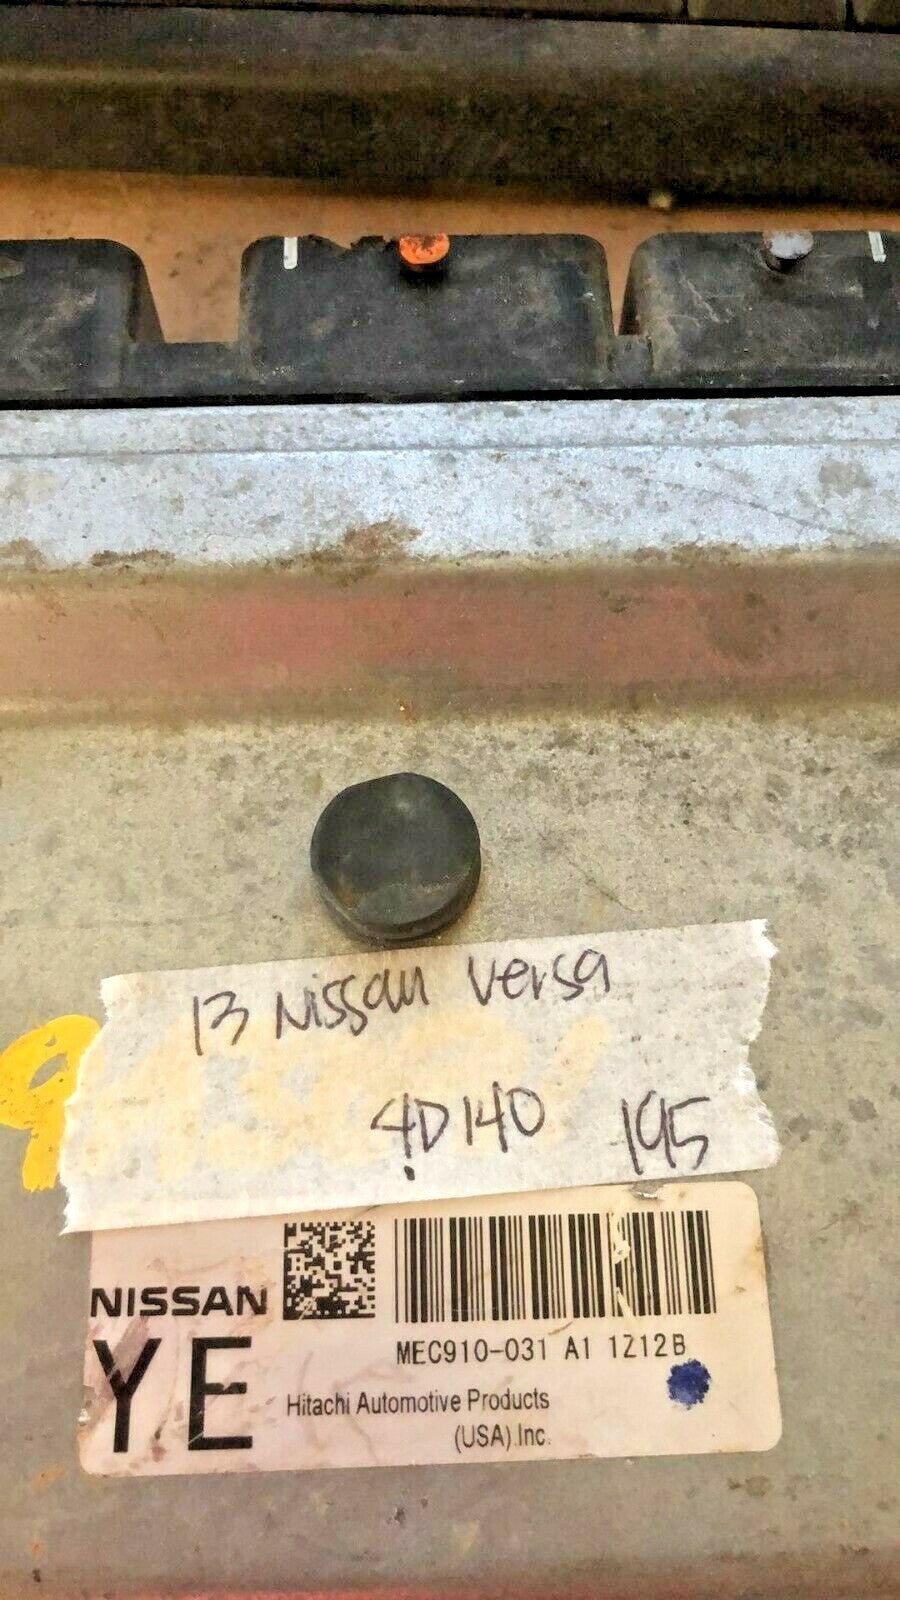 13 Nissan Versa
4D140 195
NISSAN
YE
MEC910-031 A1 1Z12B
Hitachi Automotive Products
(USA).Inc.